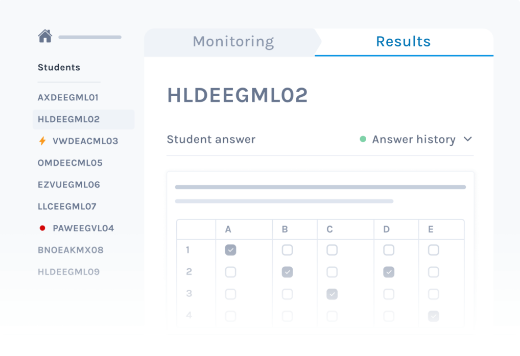 Monitoring
Results
Students
AXDEEGML01
HLDEEGML02
VWDEACML03
OMDEECML05
EZVUEGML06
LLCEEGML07
PAWEEGVL04
BNOEAKMX08
HLDEEGML09
HLDEEGML02
Student answer
Answer history
A B C D E
1
2
3
4